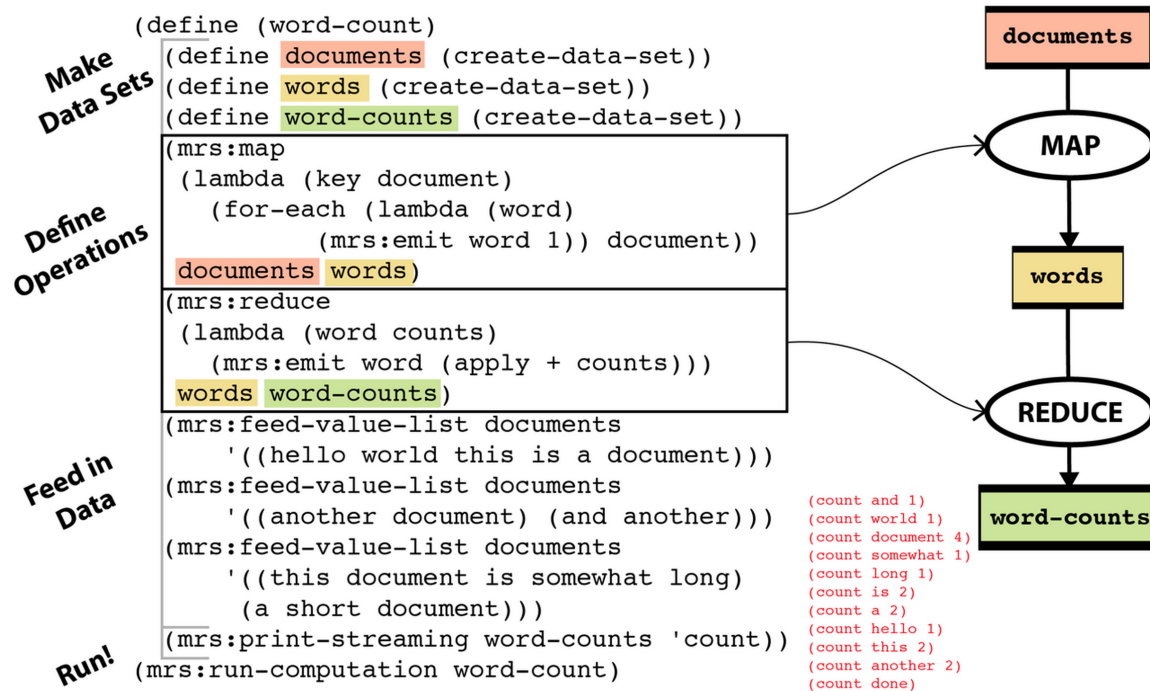 Make
Data Sets
Define
Operations
Feed in
Data
Run!
(define (word-count)
(define documents (create-data-set))
(define words (create-data-set))
(define word-counts (create-data-set))
(mrs:map
(lambda (key document)
(for-each (lambda (word)
(mrs:emit word 1)) document))
documents words)
(mrs:reduce
(lambda (word counts)
(mrs:emit word (apply + counts)))
words word-counts)
(mrs:feed-value-list documents
'((hello world this is a document)))
(mrs:feed-value-list documents
'((another document) (and another)))
(mrs:feed-value-list documents
'((this document is somewhat long)
(a short document)))
(mrs:print-streaming word-counts 'count))
(mrs:run-computation word-count)
(count and 1)
(count world 1)
(count document 4)
(count somewhat 1)
(count long 1)
(count is 2)
(count a 2)
(count hello 1)
(count this 2)
(count another 2)
(count done)
documents
MAP
words
REDUCE
word-counts